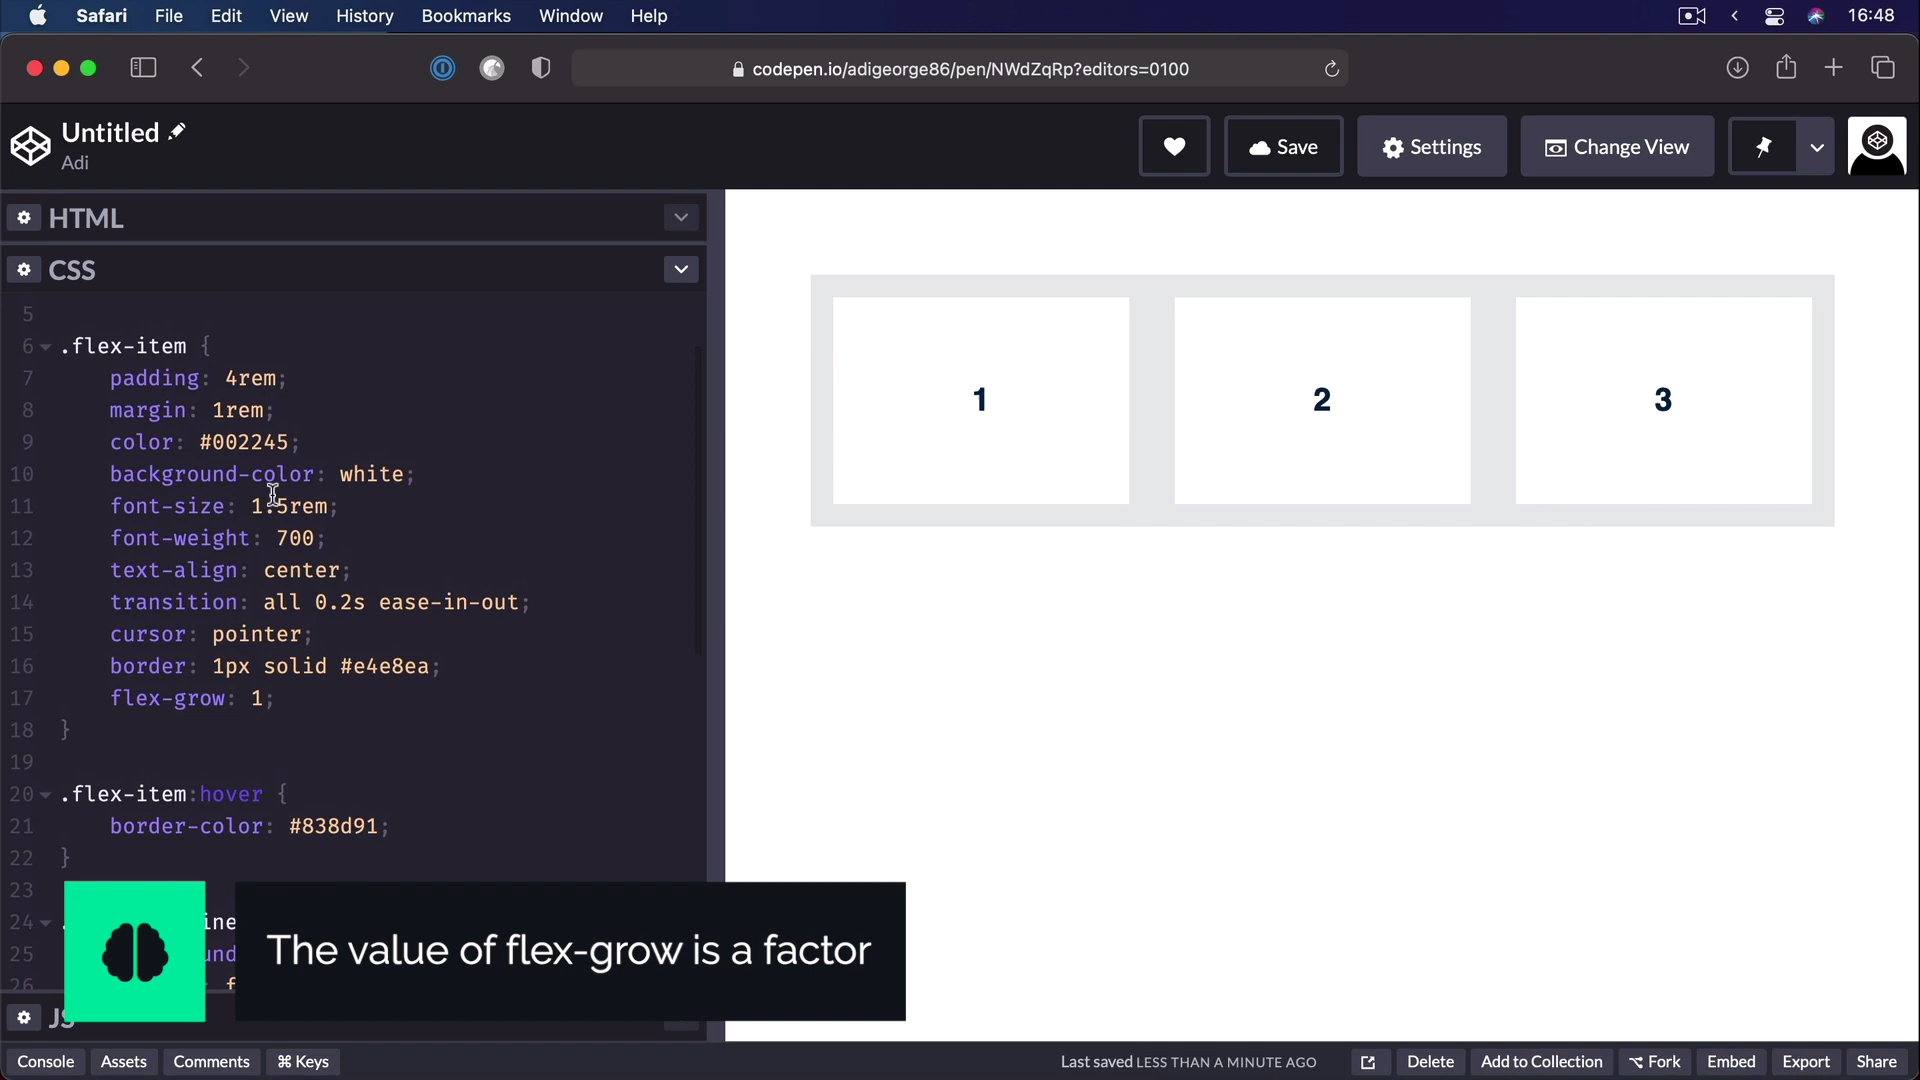 Safari File Edit View History Bookmarks Window Help 16:48
codepen.io/adigeorge86/pen/NWdZqRp?editors=0100
Untitled
Adi
Save Settings Change View
HTML
CSS
5
6 .flex-item {
7 padding: 4rem;
8 margin: 1rem;
9 color: #002245;
10 background-color: white;
11 font-size: 1.5rem;
12 font-weight: 700;
13 text-align: center;
14 transition: all 0.2s ease-in-out;
15 cursor: pointer;
16 border: 1px solid #e4e8ea;
17 flex-grow: 1;
18 }
19
20 .flex-item:hover {
21 border-color: #838d91;
22 }
23
24 . ine
25 und
26 f
JS
1 2 3
The value of flex-grow is a factor
Console Assets Comments ⌘ Keys Last saved LESS THAN A MINUTE AGO Delete Add to Collection ⌥ Fork Embed Export Share